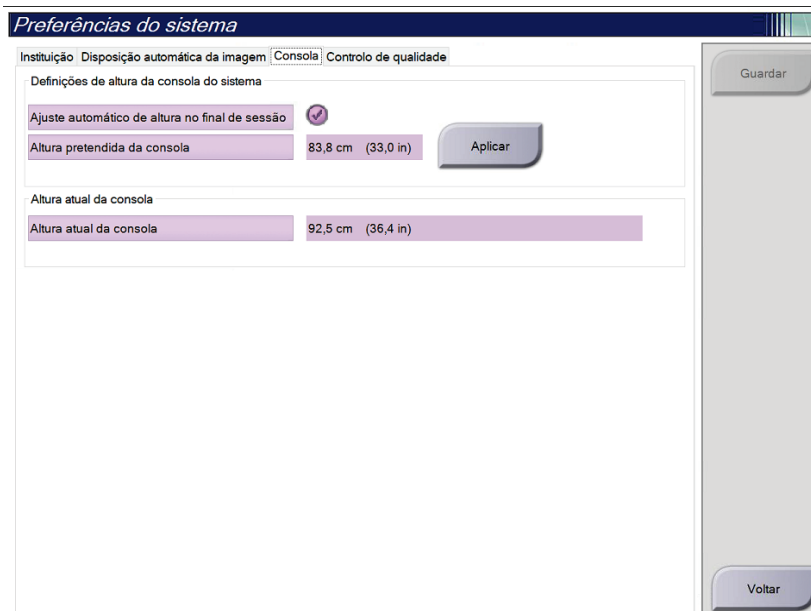 Preferências do sistema
Instituição Disposição automática da imagem Consola Controlo de qualidade
Guardar
Definições de altura da consola do sistema
Ajuste automático de altura no final de sessão
Altura pretendida da consola 83,8 cm (33,0 in) Aplicar
Altura atual da consola
Altura atual da consola 92,5 cm (36,4 in)
Voltar